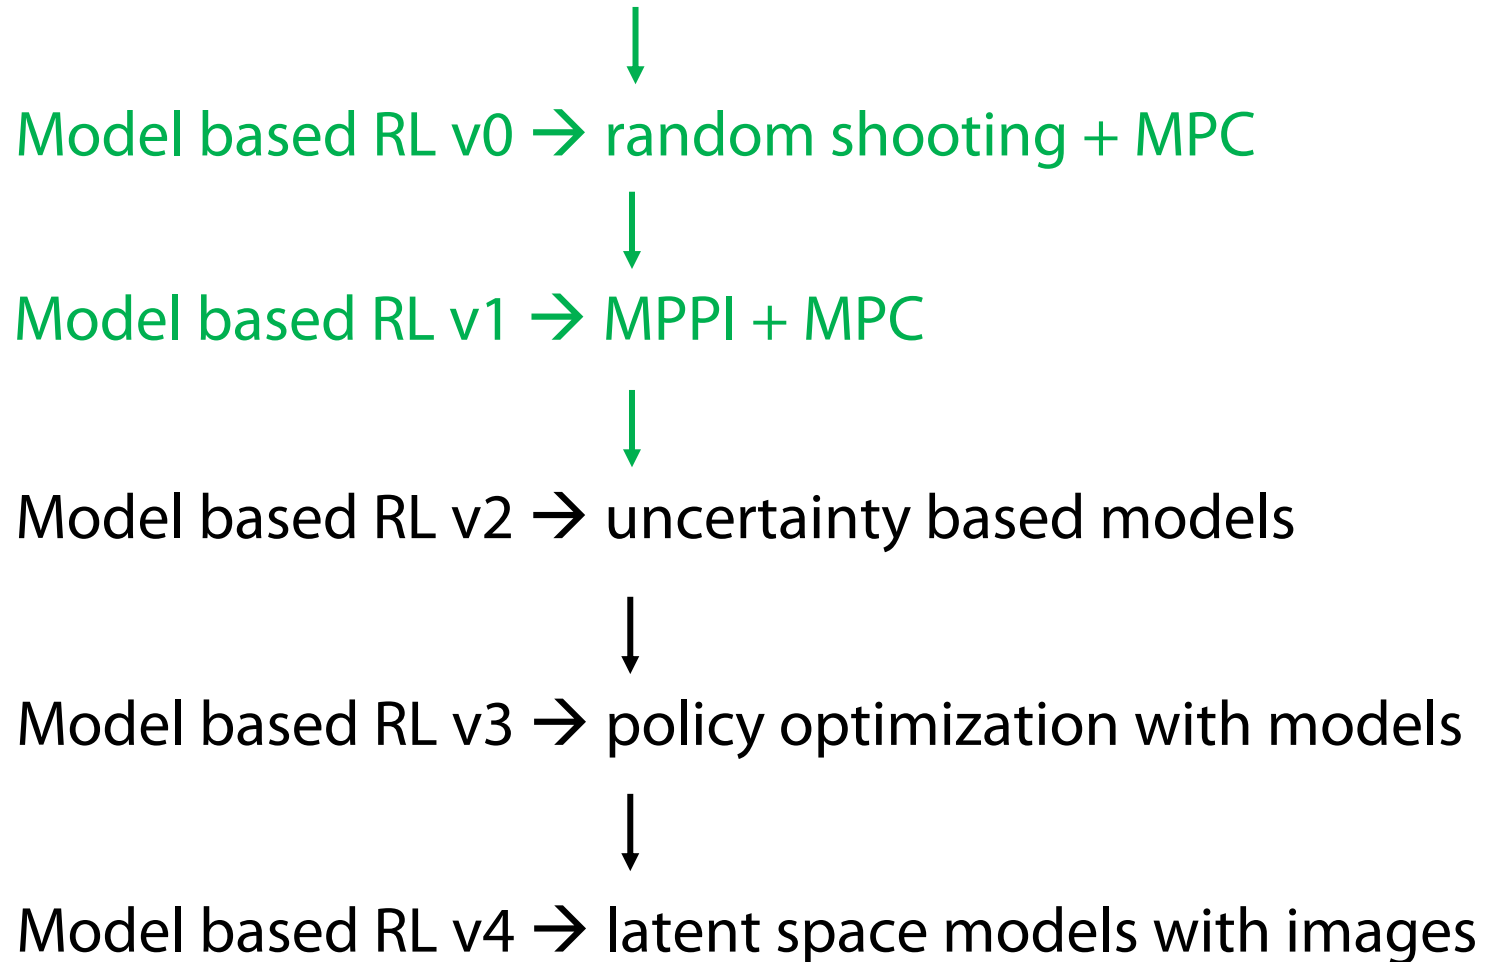 Model based RL v0 → random shooting + MPC
Model based RL v1 → MPPI + MPC
Model based RL v2 → uncertainty based models
Model based RL v3 → policy optimization with models
Model based RL v4 → latent space models with images